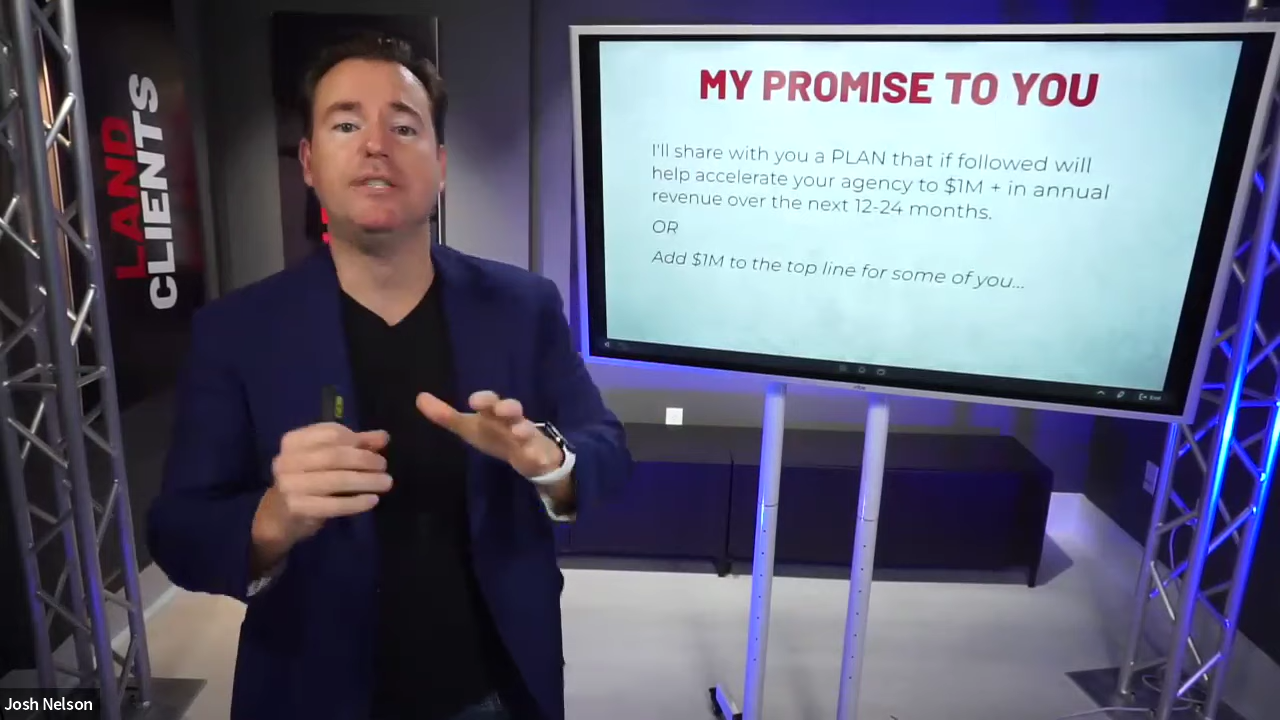 LAND
CLIENTS
MY PROMISE TO YOU
I'll share with you a PLAN that if followed will
help accelerate your agency to $1M + in annual
revenue over the next 12-24 months.
OR
Add $1M to the top line for some of you...
Josh Nelson